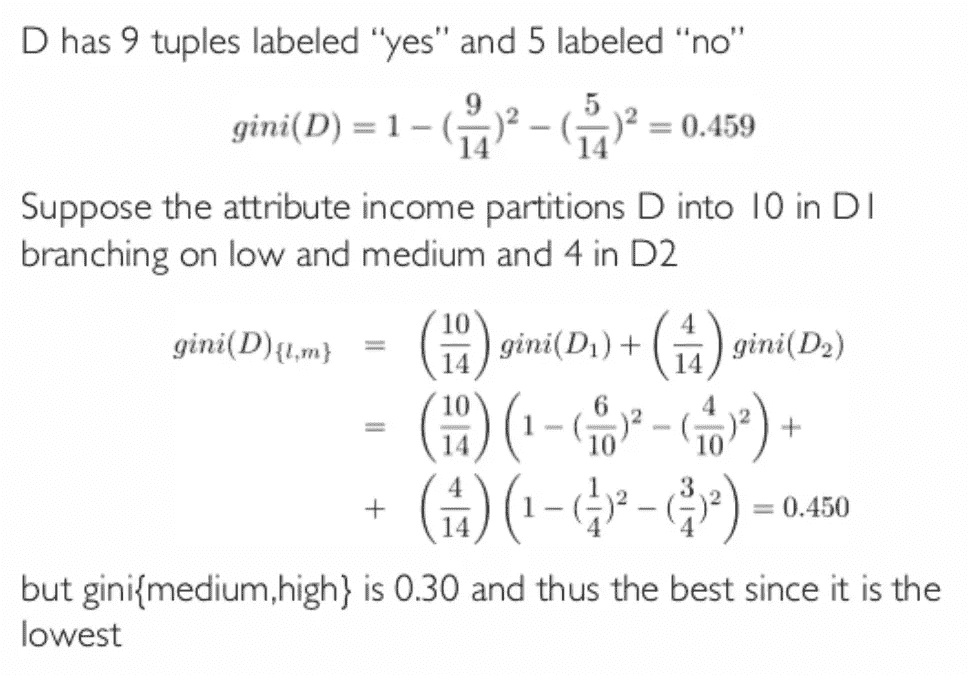 D has 9 tuples labeled “yes” and 5 labeled “no”
gini(D) = 1 − (9/14)² − (5/14)² = 0.459
Suppose the attribute income partitions D into 10 in D1
branching on low and medium and 4 in D2
gini(D){l,m} = (10/14) gini(D₁) + (4/14) gini(D₂)
= (10/14) (1 − (6/10)² − (4/10)²) +
+ (4/14) (1 − (1/4)² − (3/4)²) = 0.450
but gini{medium,high} is 0.30 and thus the best since it is the
lowest